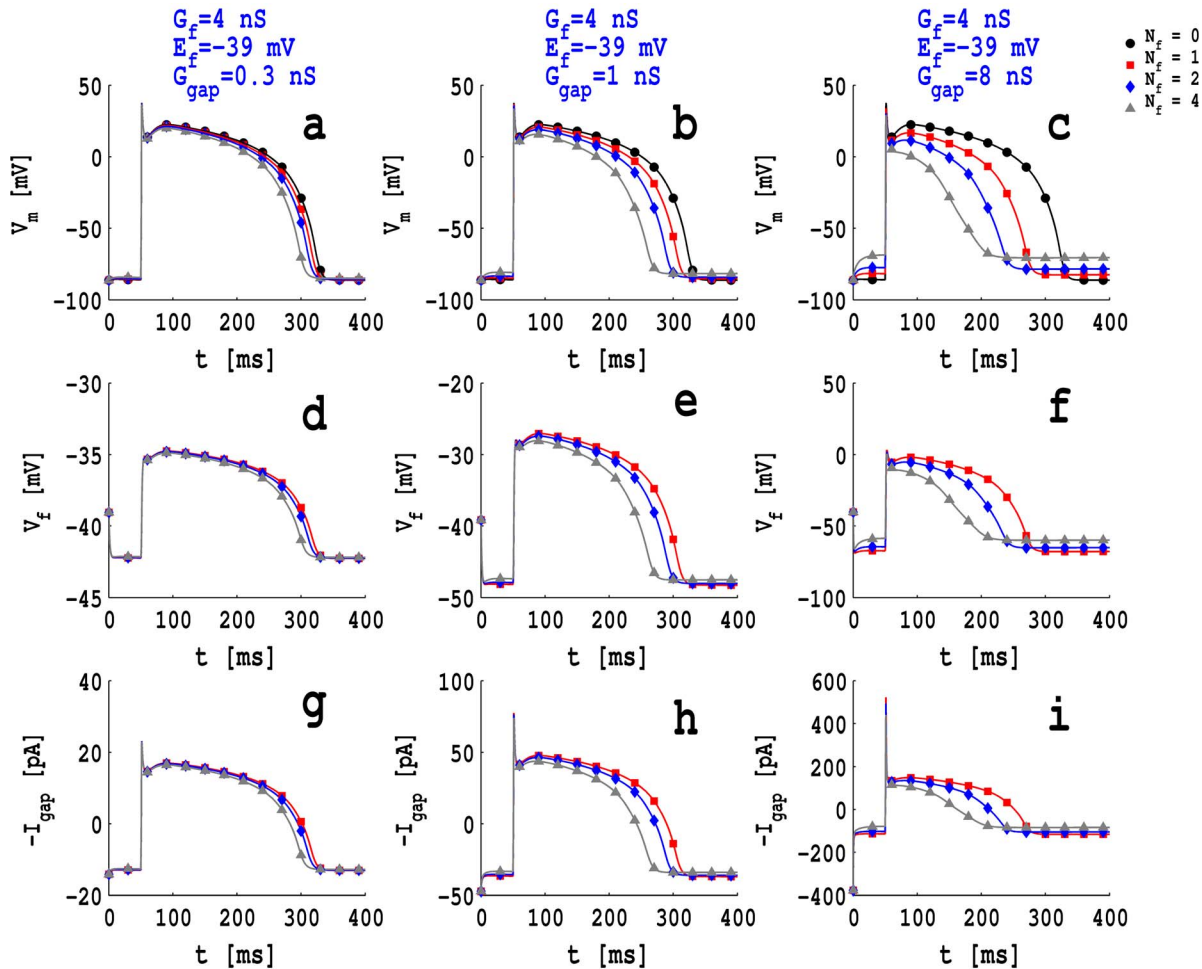 G_f=4 nS
E_f=-39 mV
G_gap=0.3 nS
G_f=4 nS
E_f=-39 mV
G_gap=1 nS
G_f=4 nS
E_f=-39 mV
G_gap=8 nS
N_f = 0
N_f = 1
N_f = 2
N_f = 4
a
V_m [mV]
50
0
−50
−100
0 100 200 300 400
t [ms]
b
V_m [mV]
50
0
−50
−100
0 100 200 300 400
t [ms]
c
V_m [mV]
50
0
−50
−100
0 100 200 300 400
t [ms]
d
V_f [mV]
−30
−35
−40
−45
0 100 200 300 400
t [ms]
e
V_f [mV]
−20
−30
−40
−50
0 100 200 300 400
t [ms]
f
V_f [mV]
50
0
−50
−100
0 100 200 300 400
t [ms]
g
-I_gap [pA]
40
20
0
−20
0 100 200 300 400
t [ms]
h
-I_gap [pA]
100
50
0
−50
0 100 200 300 400
t [ms]
i
-I_gap [pA]
600
400
200
0
−200
−400
0 100 200 300 400
t [ms]